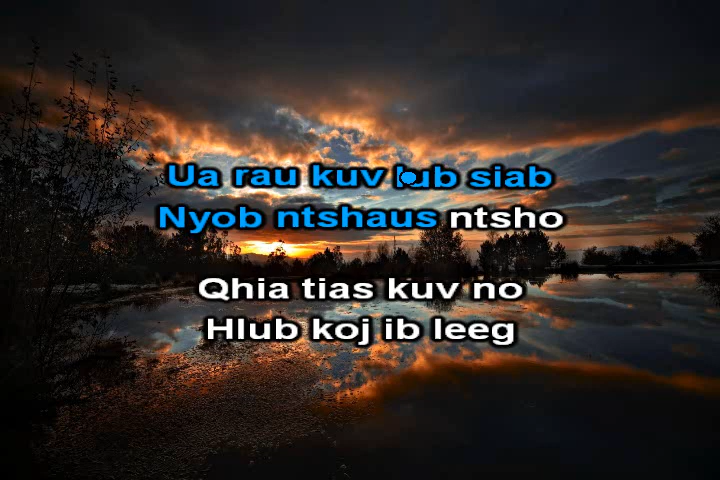 Ua rau kuv lub siab
Nyob ntshaus ntsho
Qhia tias kuv no
Hlub koj ib leeg